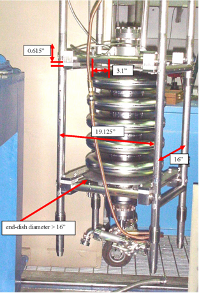 0.615"
3.1"
19.125"
16"
end-dish diameter > 16"